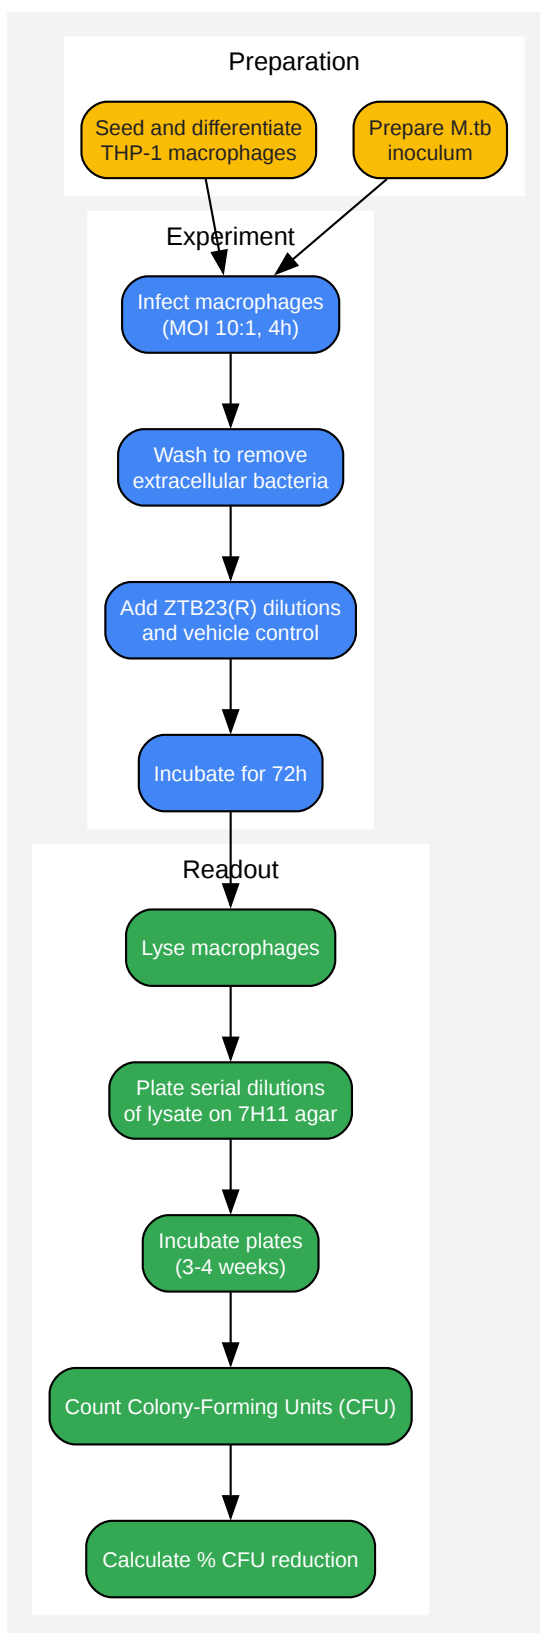 Preparation
Seed and differentiate
THP-1 macrophages
Prepare M.tb
inoculum
Experiment
Infect macrophages
(MOI 10:1, 4h)
Wash to remove
extracellular bacteria
Add ZTB23(R) dilutions
and vehicle control
Incubate for 72h
Readout
Lyse macrophages
Plate serial dilutions
of lysate on 7H11 agar
Incubate plates
(3-4 weeks)
Count Colony-Forming Units (CFU)
Calculate % CFU reduction